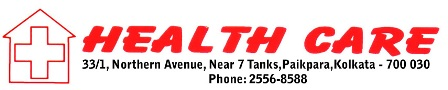 HEALTH CARE
33/1, Northern Avenue, Near 7 Tanks,Paikpara,Kolkata - 700 030
Phone: 2556-8588